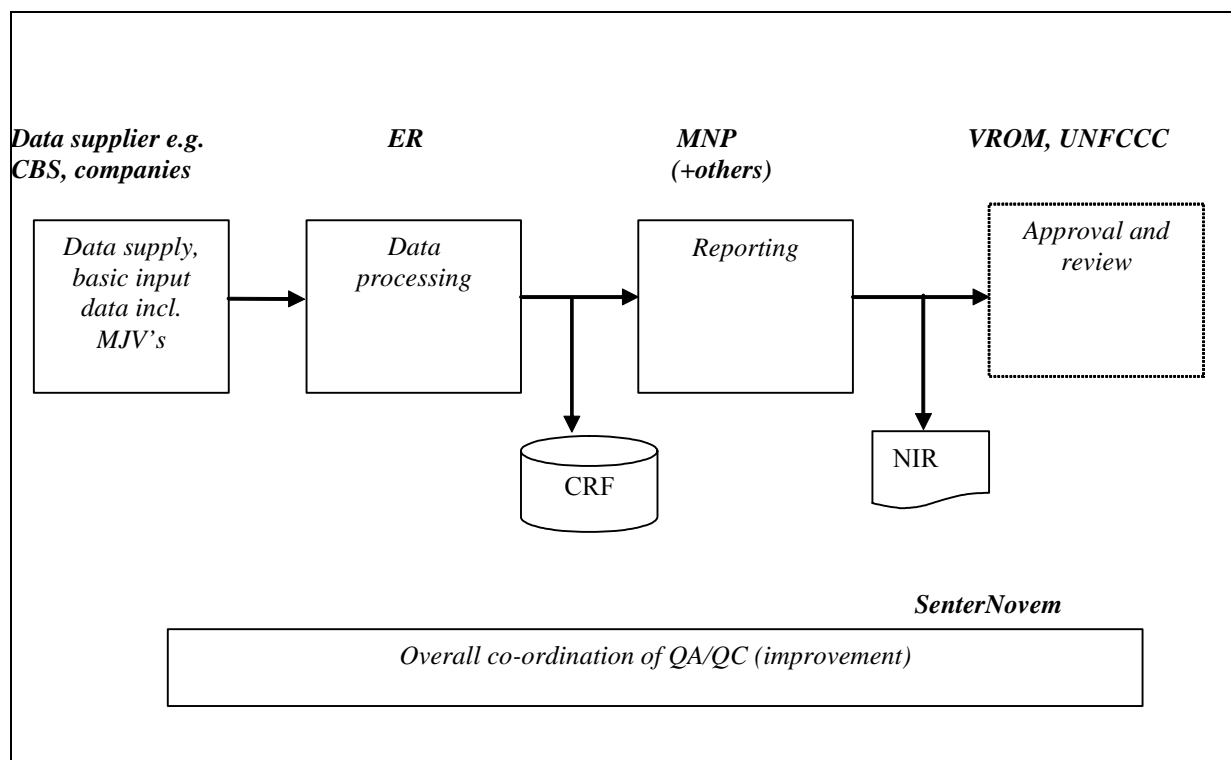 Data supplier e.g.
CBS, companies
ER
MNP
(+others)
VROM, UNFCCC
Data supply,
basic input
data incl.
MJV's
Data
processing
Reporting
Approval and
review
CRF
NIR
SenterNovem
Overall co-ordination of QA/QC (improvement)